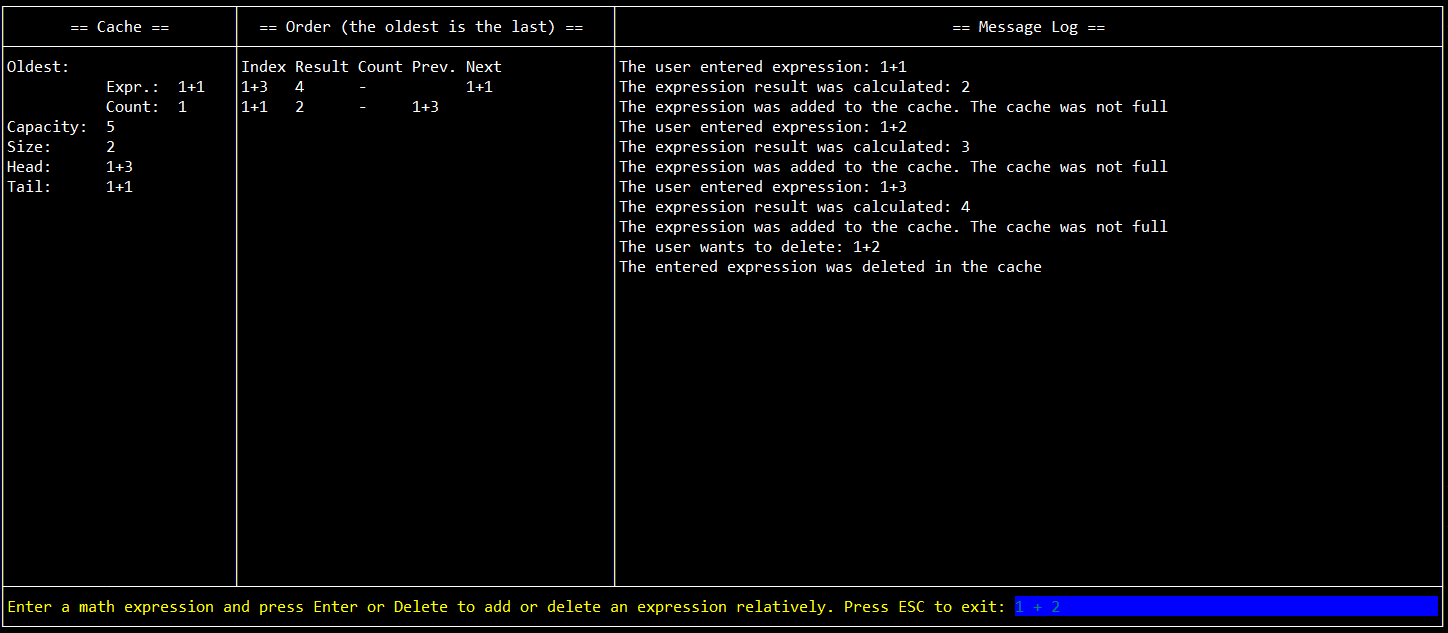 == Cache ==
== Order (the oldest is the last) ==
== Message Log ==
Oldest:
Expr.: 1+1
Count: 1
Capacity: 5
Size: 2
Head: 1+3
Tail: 1+1
Index Result Count Prev. Next
1+3 4 - 1+1
1+1 2 - 1+3
The user entered expression: 1+1
The expression result was calculated: 2
The expression was added to the cache. The cache was not full
The user entered expression: 1+2
The expression result was calculated: 3
The expression was added to the cache. The cache was not full
The user entered expression: 1+3
The expression result was calculated: 4
The expression was added to the cache. The cache was not full
The user wants to delete: 1+2
The entered expression was deleted in the cache
Enter a math expression and press Enter or Delete to add or delete an expression relatively. Press ESC to exit: 1 + 2